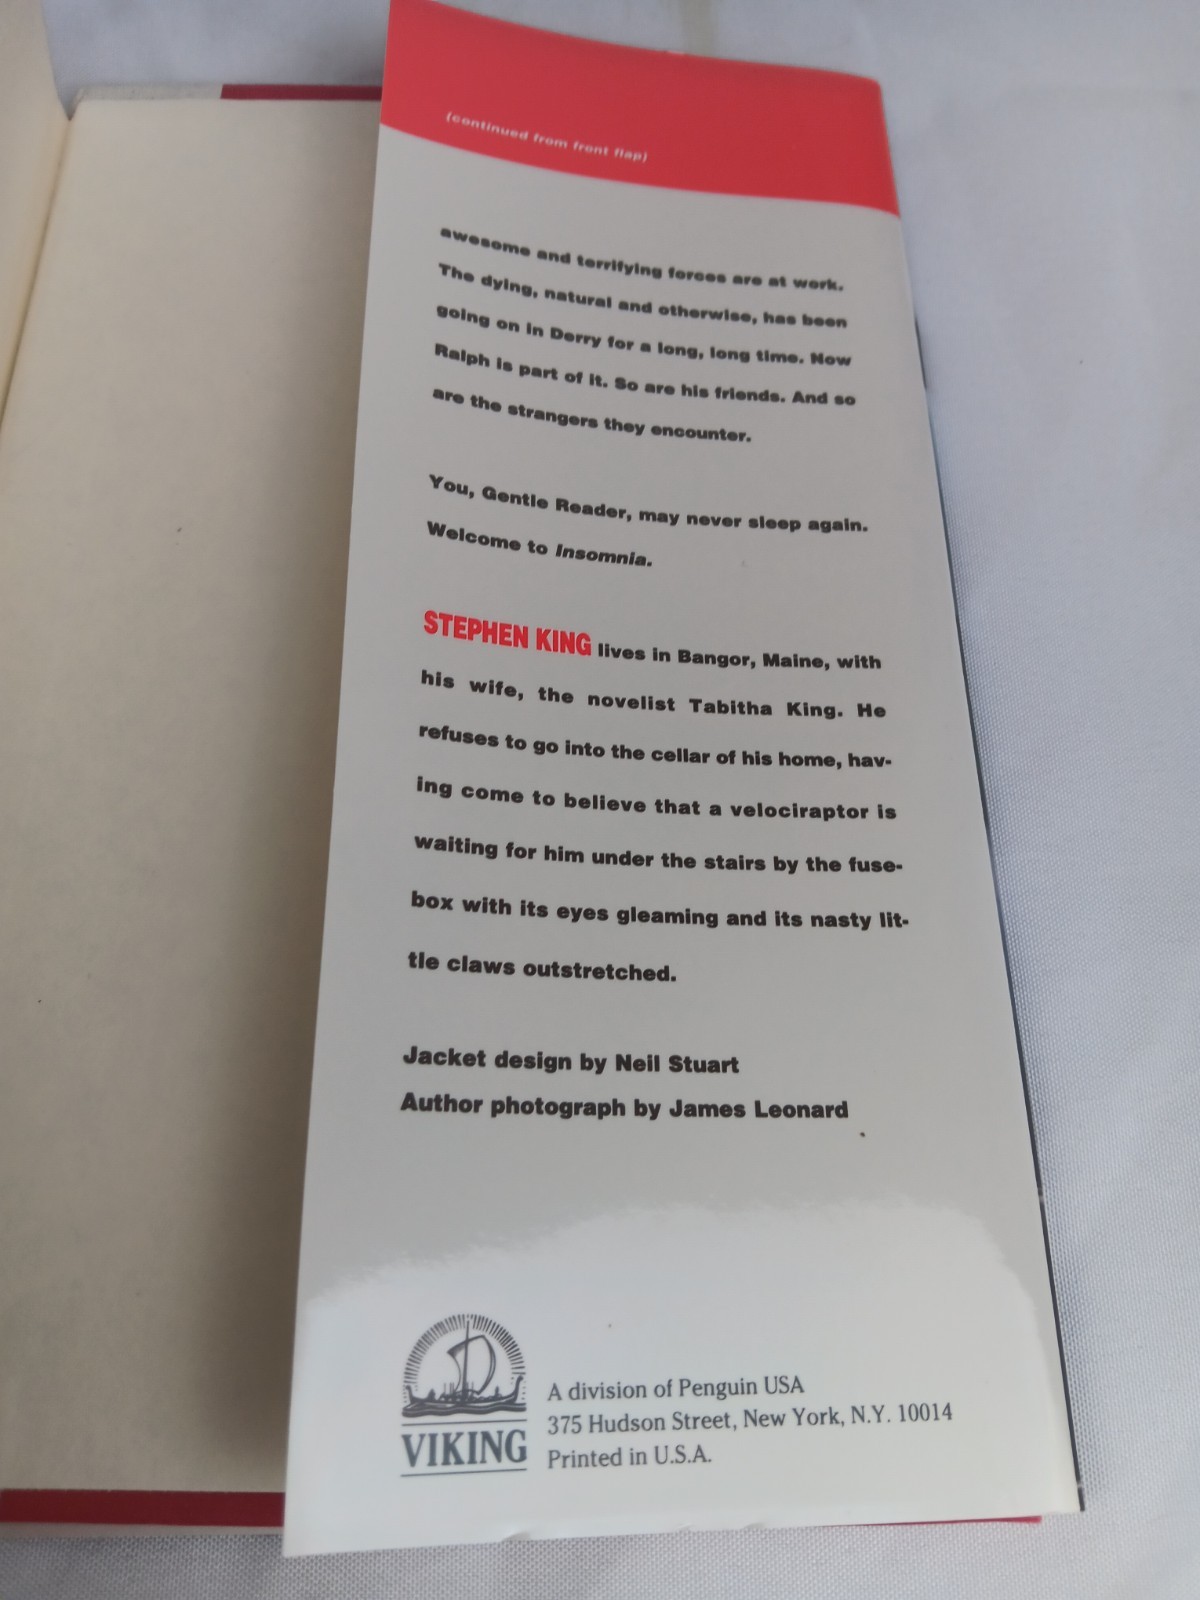 (continued from front flap)
awesome and terrifying forces are at work.
The dying, natural and otherwise, has been
going on in Derry for a long, long time. Now
Ralph is part of it. So are his friends. And so
are the strangers they encounter.
You, Gentle Reader, may never sleep again.
Welcome to Insomnia.
STEPHEN KING lives in Bangor, Maine, with
his wife, the novelist Tabitha King. He
refuses to go into the cellar of his home, hav-
ing come to believe that a velociraptor is
waiting for him under the stairs by the fuse-
box with its eyes gleaming and its nasty lit-
tle claws outstretched.
Jacket design by Neil Stuart
Author photograph by James Leonard
VIKING
A division of Penguin USA
375 Hudson Street, New York, N.Y. 10014
Printed in U.S.A.